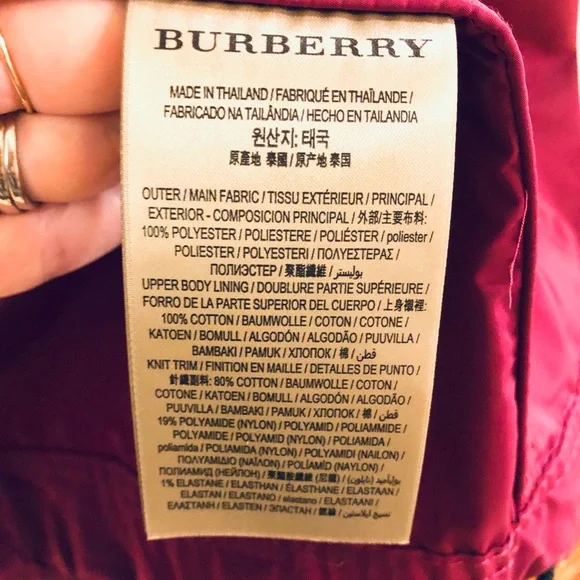 BURBERRY
MADE IN THAILAND / FABRIQUÉ EN THAÏLANDE /
FABRICADO NA TAILÂNDIA / HECHO EN TAILANDIA
원산지: 태국
原產地 泰國 / 原产地 泰国
OUTER / MAIN FABRIC / TISSU EXTÉRIEUR / PRINCIPAL /
EXTERIOR - COMPOSICION PRINCIPAL / 外部/主要布料:
100% POLYESTER / POLIESTERE / POLIÉSTER / poliester /
POLIESTER / POLYESTERI / ΠΟΛΥΕΣΤΕΡΑΣ /
ПОЛИЭСТЕР / 聚酯纖維 / بوليستر /
UPPER BODY LINING / DOUBLURE PARTIE SUPÉRIEURE /
FORRO DE LA PARTE SUPERIOR DEL CUERPO / 上身襯裡:
100% COTTON / BAUMWOLLE / COTON / COTONE /
KATOEN / BOMULL / ALGODÓN / ALGODÃO / PUUVILLA /
BAMBAKI / PAMUK / ХЛОПОК / 棉 / قطن /
KNIT TRIM / FINITION EN MAILLE / DETALLES DE PUNTO /
針織副料: 80% COTTON / BAUMWOLLE / COTON /
COTONE / KATOEN / BOMULL / ALGODÓN / ALGODÃO /
PUUVILLA / BAMBAKI / PAMUK / ХЛОПОК / 棉 / قطن /
19% POLYAMIDE (NYLON) / POLYAMID / POLIAMMIDE /
POLYAMIDE / POLYAMID (NYLON) / POLIAMIDA /
poliamida / POLIAMIDA (NYLON) / POLYAMIDI (NAILON) /
ΠΟΛΥΑΜΙΔΙΟ (ΝΑΪΛΟΝ) / POLÍAMÍD (NAYLON) /
ПОЛИАМИД (НЕЙЛОН) / 聚酰胺纖維 (尼龍) / بوليأميد (نايلون) /
1% ELASTANE / ELASTHAN / ÉLASTHANE / ELASTAAN /
ELASTAN / ELASTANO / elastano / ELASTAANI /
ΕΛΑΣΤΑΝΗ / ELASTEN / ЭЛАСТАН / نسيج ايلاستين /